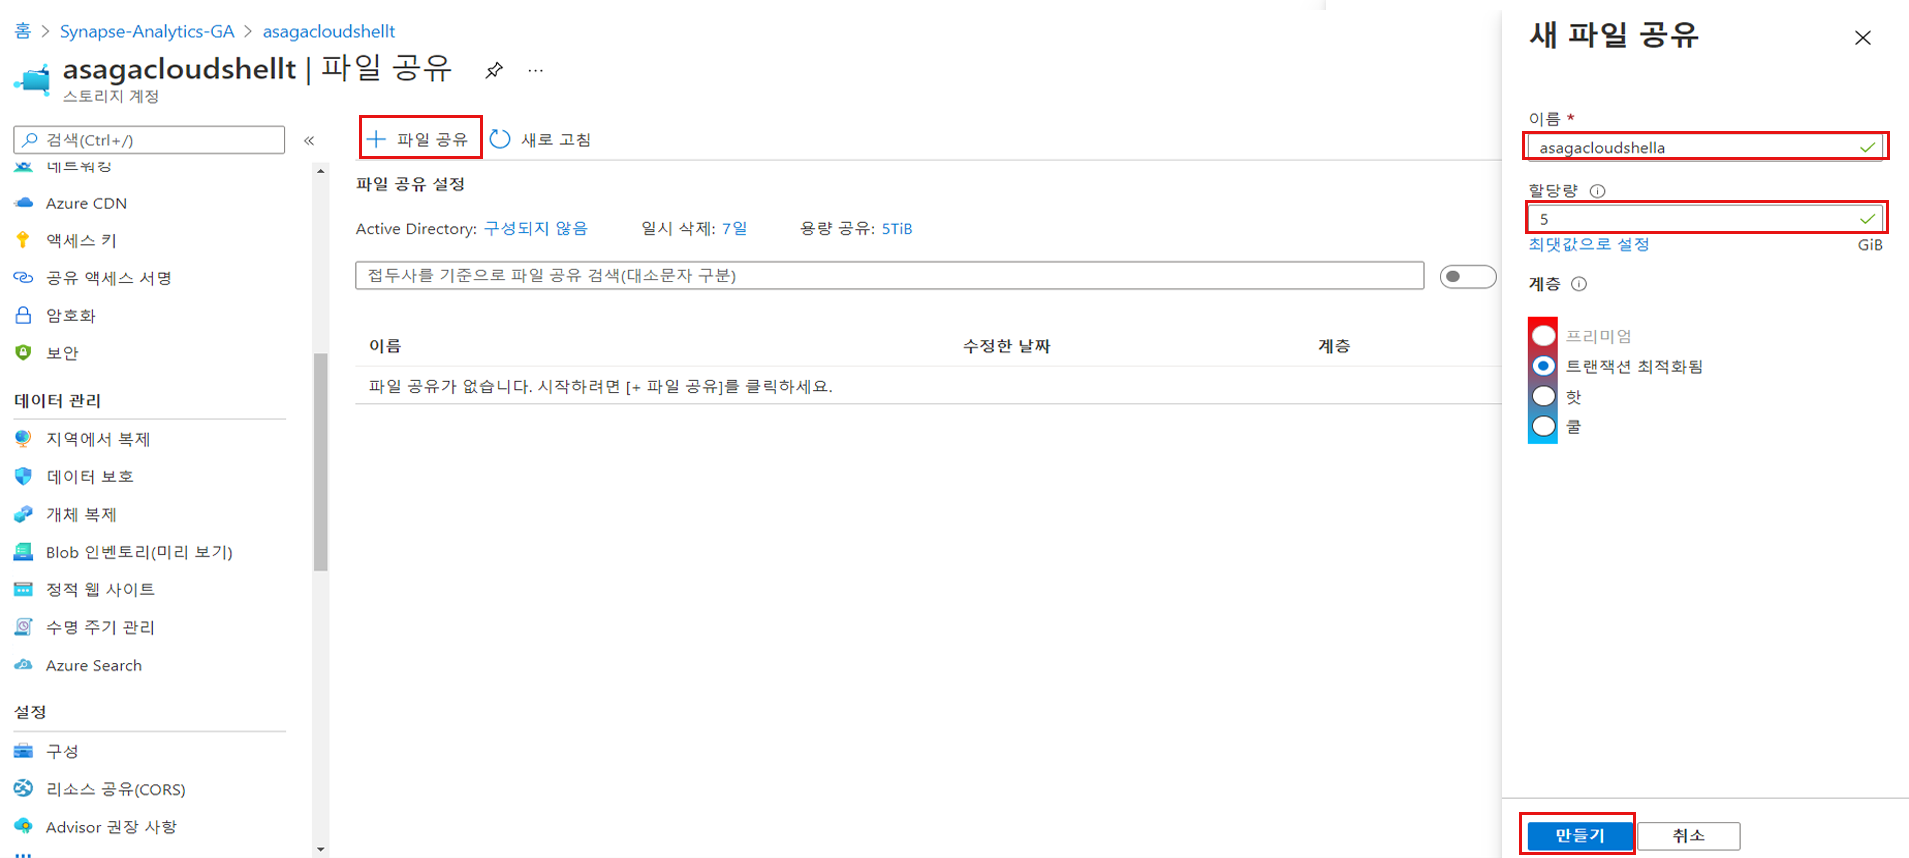 홈 > Synapse-Analytics-GA > asagacloudshellt
asagacloudshellt | 파일 공유
스토리지 계정
검색(Ctrl+/)
네트워킹
Azure CDN
액세스 키
공유 액세스 서명
암호화
보안
데이터 관리
지역에서 복제
데이터 보호
개체 복제
Blob 인벤토리(미리 보기)
정적 웹 사이트
수명 주기 관리
Azure Search
설정
구성
리소스 공유(CORS)
Advisor 권장 사항
+ 파일 공유 새로 고침
파일 공유 설정
Active Directory: 구성되지 않음 일시 삭제: 7일 용량 공유: 5TiB
접두사를 기준으로 파일 공유 검색(대소문자 구분)
이름 수정한 날짜 계층
파일 공유가 없습니다. 시작하려면 [+ 파일 공유]를 클릭하세요.
새 파일 공유
이름 *
asagacloudshella
할당량
5
최댓값으로 설정 GiB
계층
프리미엄
트랜잭션 최적화됨
핫
쿨
만들기 취소